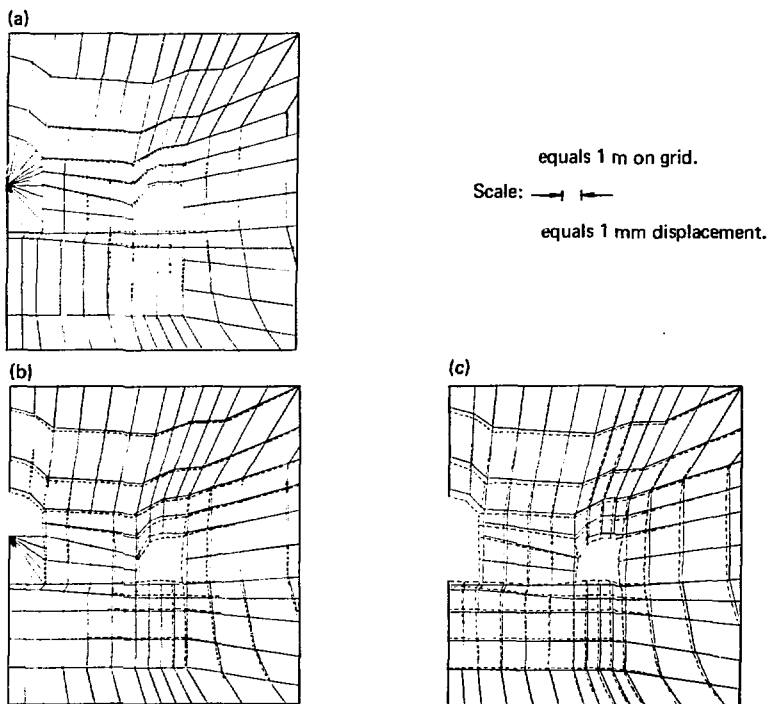 (a)
equals 1 m on grid.
Scale:
equals 1 mm displacement.
(b)
(c)